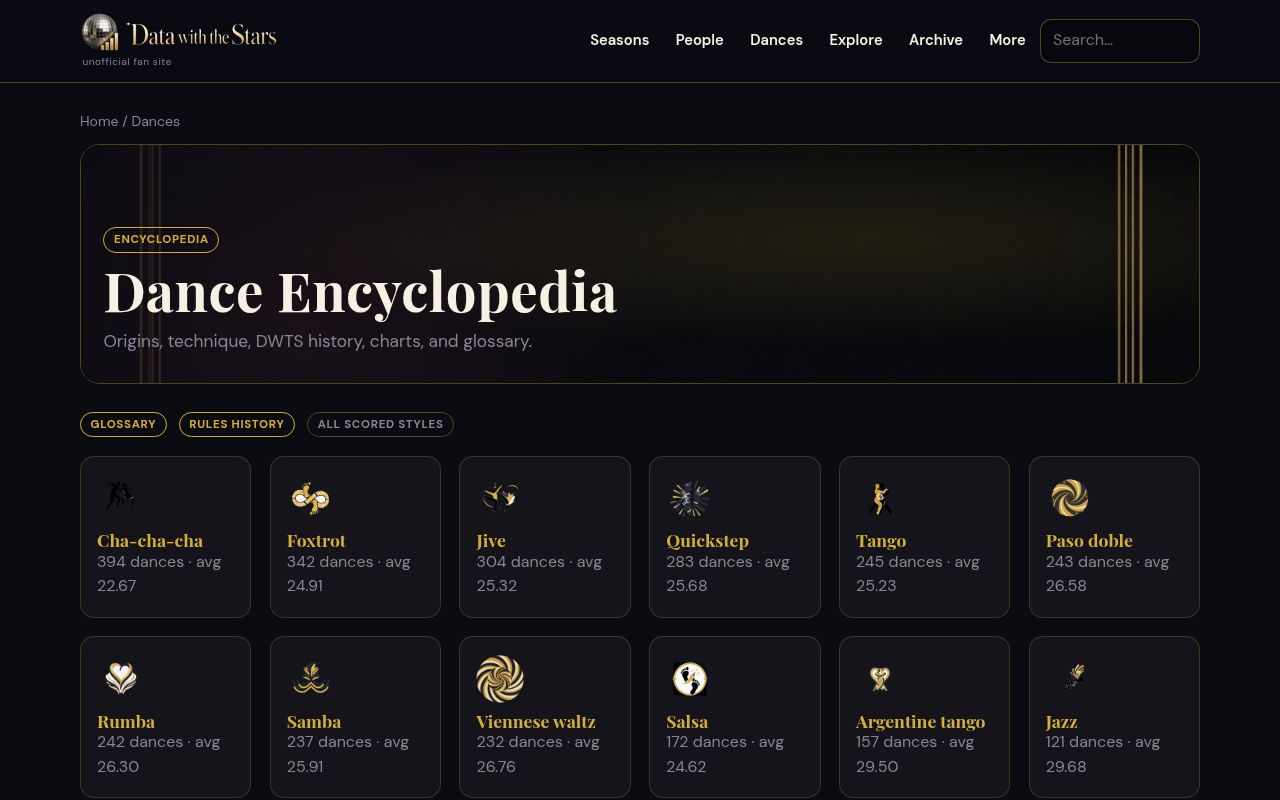 Data with the Stars
unofficial fan site
Seasons
People
Dances
Explore
Archive
More
Search...
Home / Dances
ENCYCLOPEDIA
Dance Encyclopedia
Origins, technique, DWTS history, charts, and glossary.
GLOSSARY
RULES HISTORY
ALL SCORED STYLES
Cha-cha-cha
394 dances · avg
22.67
Foxtrot
342 dances · avg
24.91
Jive
304 dances · avg
25.32
Quickstep
283 dances · avg
25.68
Tango
245 dances · avg
25.23
Paso doble
243 dances · avg
26.58
Rumba
242 dances · avg
26.30
Samba
237 dances · avg
25.91
Viennese waltz
232 dances · avg
26.76
Salsa
172 dances · avg
24.62
Argentine tango
157 dances · avg
29.50
Jazz
121 dances · avg
29.68